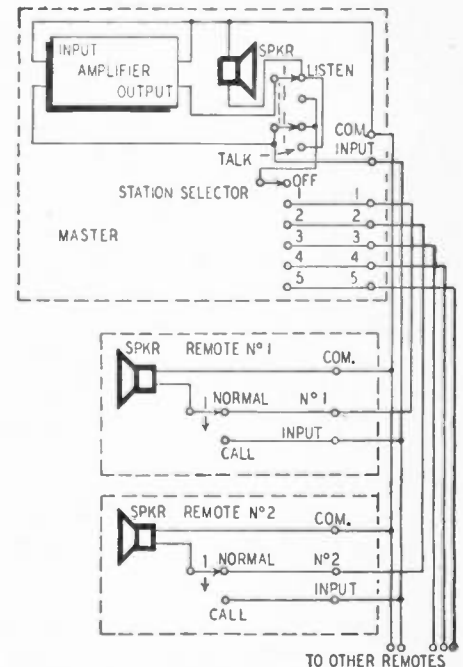 INPUT
AMPLIFIER
OUTPUT
SPKR
LISTEN
TALK
COM.
INPUT
OFF
STATION SELECTOR
1 1
2 2
3 3
4 4
5 5
MASTER
SPKR REMOTE Nº1
COM.
NORMAL Nº1
INPUT
CALL
SPKR REMOTE Nº2
COM.
1 NORMAL Nº2
INPUT
CALL
TO OTHER REMOTES